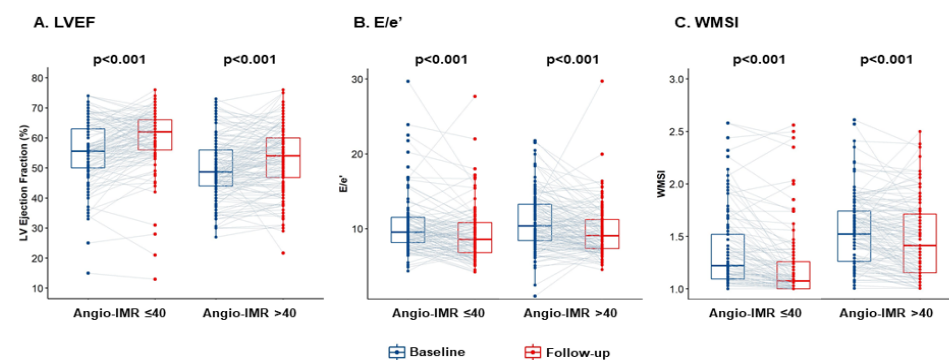 A. LVEF
B. E/e’
C. WMSI
p<0.001
p<0.001
p<0.001
p<0.001
p<0.001
p<0.001
LV Ejection Fraction (%)
80
70
60
50
40
30
20
10
Angio-IMR ≤40
Angio-IMR >40
E/e'
30
20
10
Angio-IMR ≤40
Angio-IMR >40
WMSI
3.0
2.5
2.0
1.5
1.0
Angio-IMR ≤40
Angio-IMR >40
Baseline
Follow-up